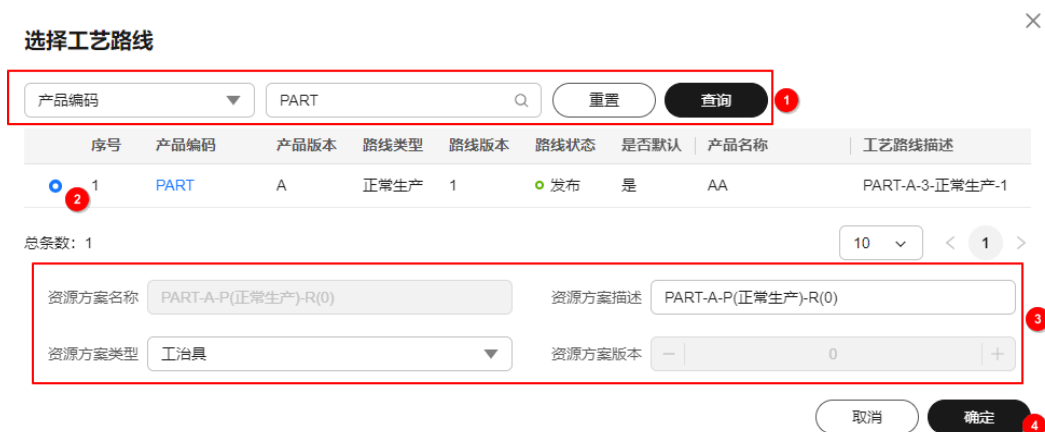 选择工艺路线
产品编码 PART 重置 查询 1
序号 产品编码 产品版本 路线类型 路线版本 路线状态 是否默认 产品名称 工艺路线描述
1 PART A 正常生产 1 发布 是 AA PART-A-3-正常生产-1
2
总条数: 1 10 < 1 >
资源方案名称 PART-A-P(正常生产)-R(0) 资源方案描述 PART-A-P(正常生产)-R(0)
3
资源方案类型 工治具 资源方案版本 − 0 +
取消 确定 4